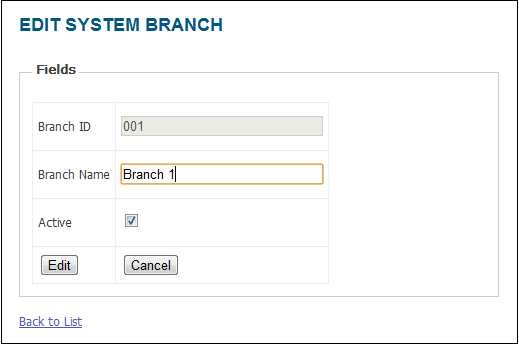 EDIT SYSTEM BRANCH
Fields
Branch ID 001
Branch Name Branch 1
Active
Edit Cancel
Back to List